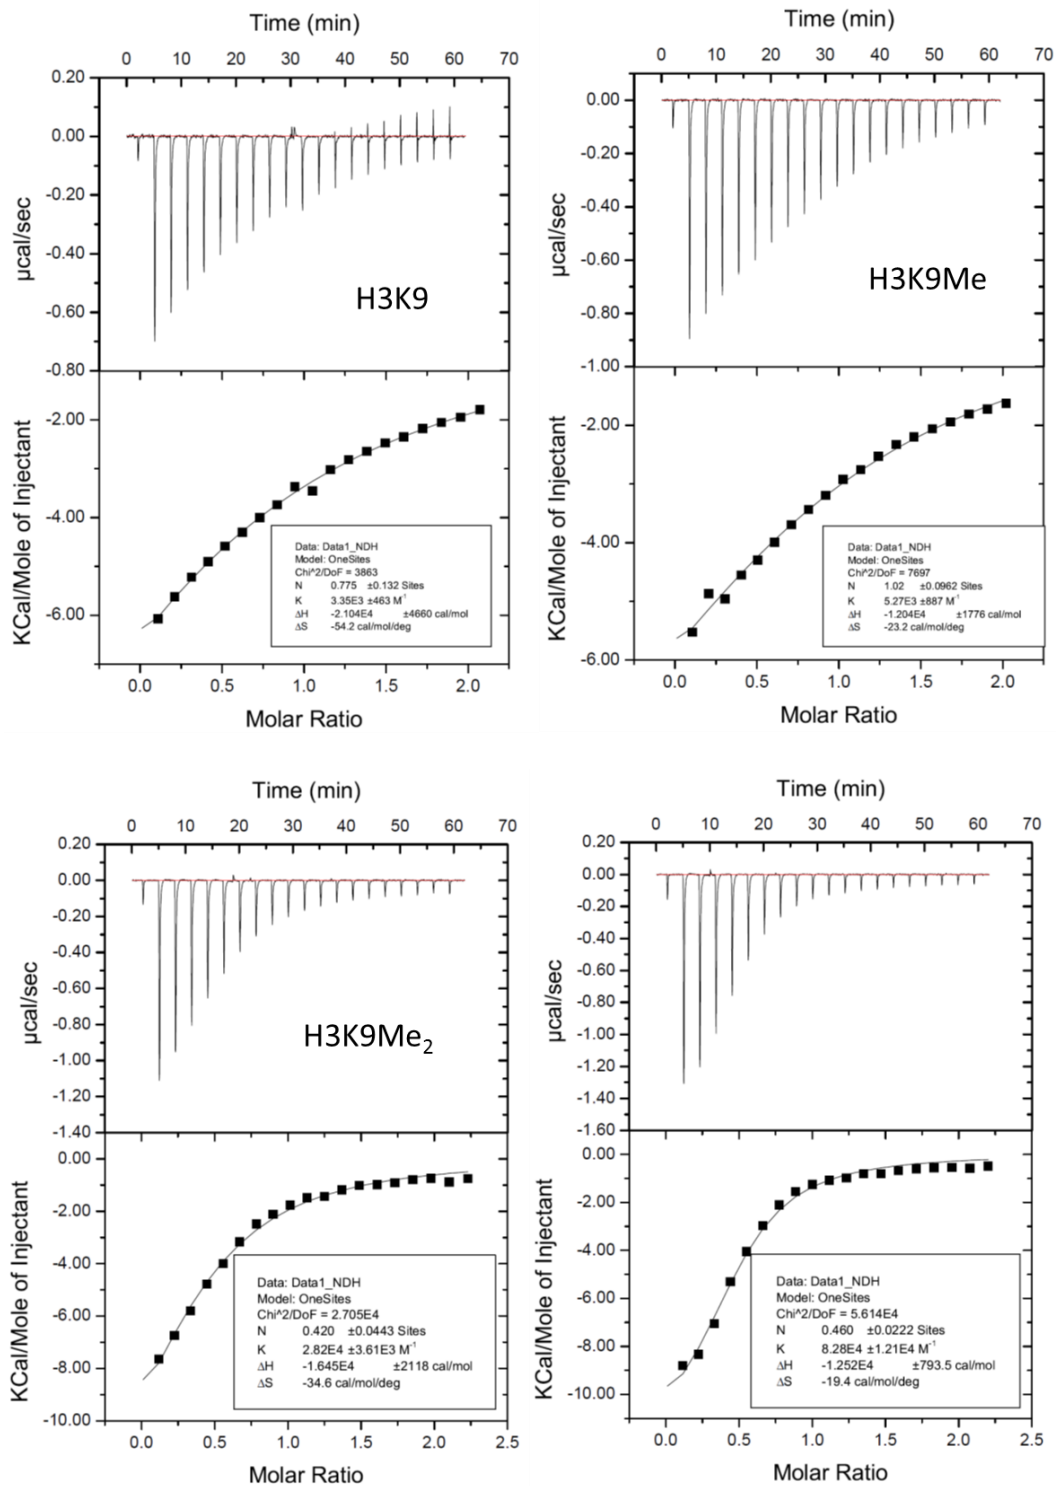 Time (min)
0 10 20 30 40 50 60 70
0.20
0.00
-0.20
-0.40
-0.60
-0.80
µcal/sec
H3K9
-2.00
-4.00
-6.00
KCal/Mole of Injectant
Data: Data1_NDH
Model: OneSites
Chi^2/DoF = 3863
N 0.775 ±0.132 Sites
K 3.35E3 ±463 M⁻¹
ΔH -2.104E4 ±4660 cal/mol
ΔS -54.2 cal/mol/deg
0.0 0.5 1.0 1.5 2.0
Molar Ratio
Time (min)
0 10 20 30 40 50 60 70
0.00
-0.20
-0.40
-0.60
-0.80
-1.00
µcal/sec
H3K9Me
-2.00
-4.00
-6.00
KCal/Mole of Injectant
Data: Data1_NDH
Model: OneSites
Chi^2/DoF = 7697
N 1.02 ±0.0962 Sites
K 5.27E3 ±887 M⁻¹
ΔH -1.204E4 ±1776 cal/mol
ΔS -23.2 cal/mol/deg
0.0 0.5 1.0 1.5 2.0
Molar Ratio
Time (min)
0 10 20 30 40 50 60 70
0.20
0.00
-0.20
-0.40
-0.60
-0.80
-1.00
-1.20
-1.40
µcal/sec
H3K9Me₂
0.00
-2.00
-4.00
-6.00
-8.00
-10.00
KCal/Mole of Injectant
Data: Data1_NDH
Model: OneSites
Chi^2/DoF = 2.705E4
N 0.420 ±0.0443 Sites
K 2.82E4 ±3.61E3 M⁻¹
ΔH -1.645E4 ±2118 cal/mol
ΔS -34.6 cal/mol/deg
0.0 0.5 1.0 1.5 2.0 2.5
Molar Ratio
Time (min)
0 10 20 30 40 50 60 70
0.20
0.00
-0.20
-0.40
-0.60
-0.80
-1.00
-1.20
-1.40
-1.60
µcal/sec
0.00
-2.00
-4.00
-6.00
-8.00
-10.00
KCal/Mole of Injectant
Data: Data1_NDH
Model: OneSites
Chi^2/DoF = 5.614E4
N 0.460 ±0.0222 Sites
K 8.28E4 ±1.21E4 M⁻¹
ΔH -1.252E4 ±793.5 cal/mol
ΔS -19.4 cal/mol/deg
0.0 0.5 1.0 1.5 2.0 2.5
Molar Ratio